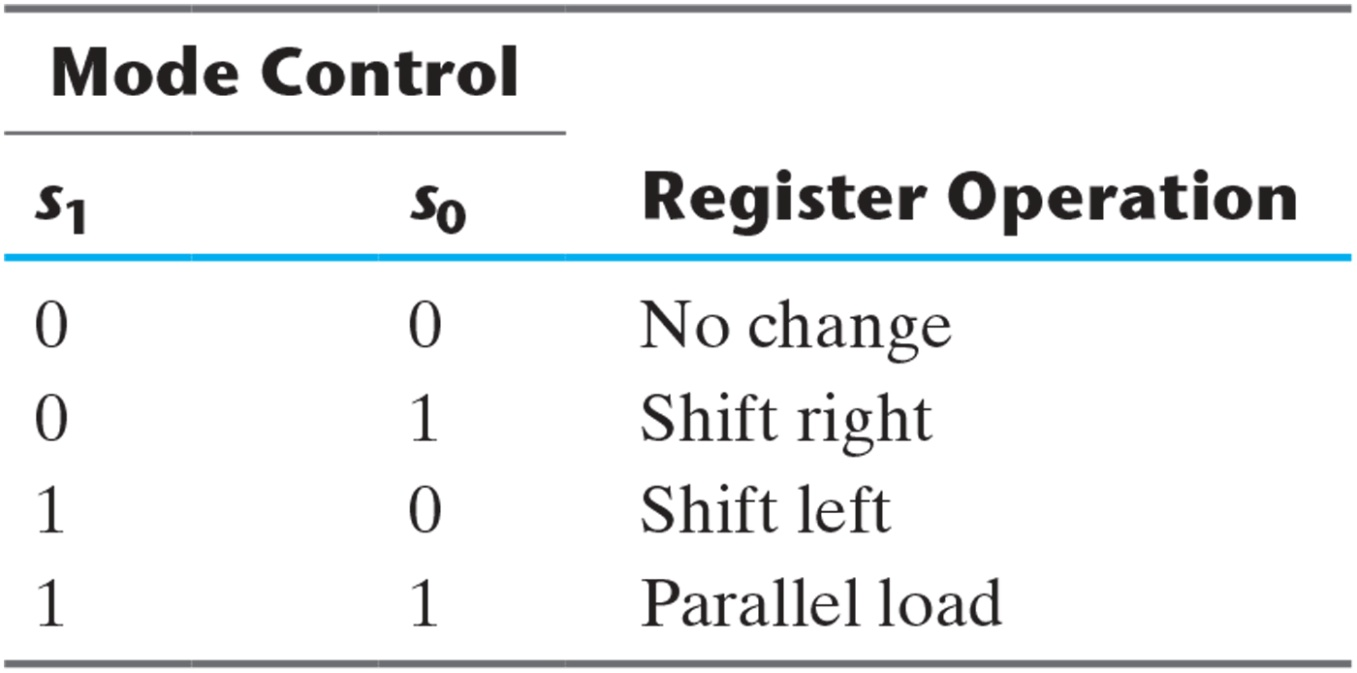 Mode Control
s1 s0 Register Operation
0 0 No change
0 1 Shift right
1 0 Shift left
1 1 Parallel load